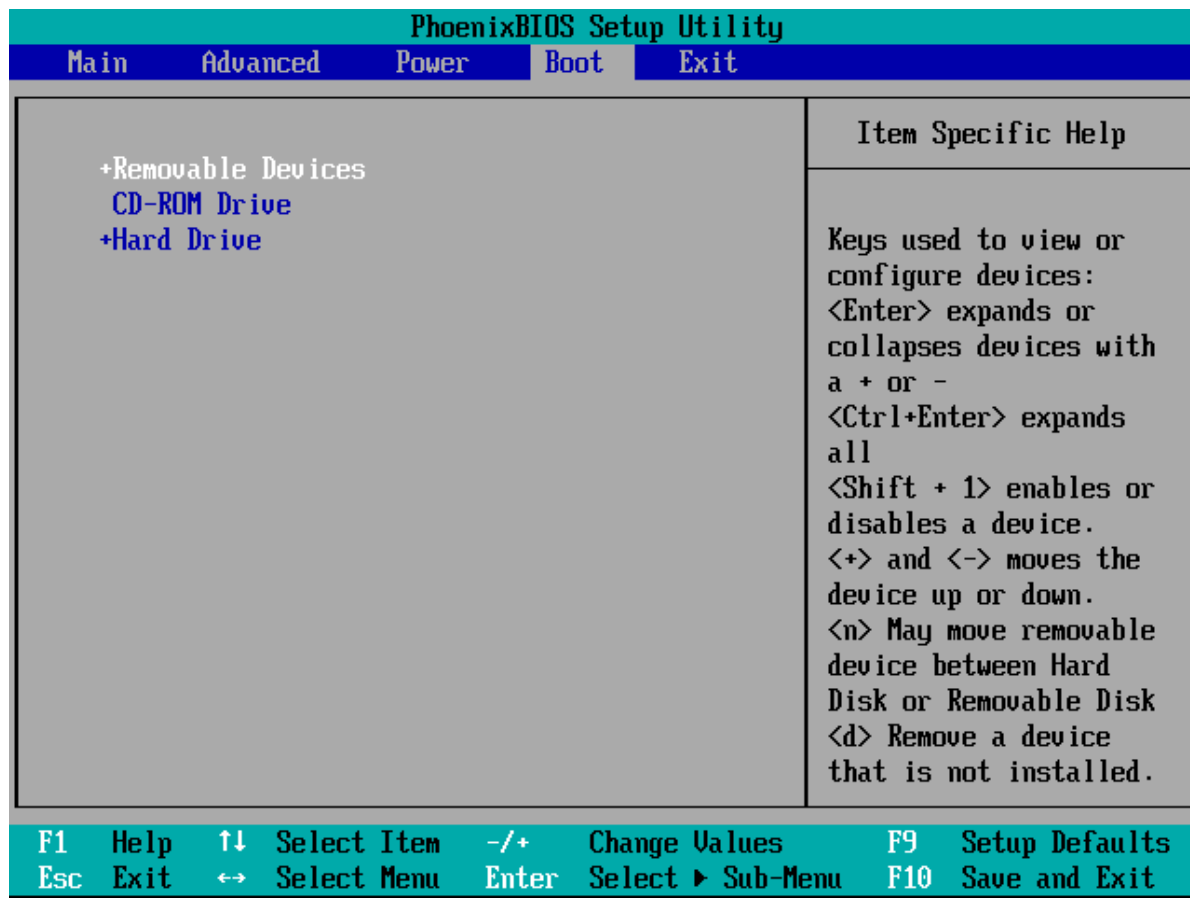 PhoenixBIOS Setup Utility
Main Advanced Power Boot Exit
+Removable Devices
CD-ROM Drive
+Hard Drive
Item Specific Help
Keys used to view or
configure devices:
<Enter> expands or
collapses devices with
a + or -
<Ctrl+Enter> expands
all
<Shift + 1> enables or
disables a device.
<+> and <-> moves the
device up or down.
<n> May move removable
device between Hard
Disk or Removable Disk
<d> Remove a device
that is not installed.
F1 Help ↑↓ Select Item -/+ Change Values F9 Setup Defaults
Esc Exit ↔ Select Menu Enter Select ▶ Sub-Menu F10 Save and Exit